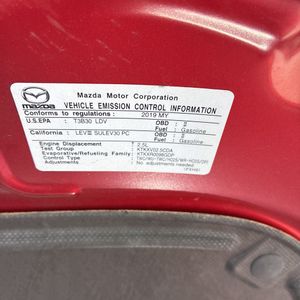 mazda
Mazda Motor Corporation
VEHICLE EMISSION CONTROL INFORMATION
Conforms to regulations : 2019 MY
U.S.EPA : T3B30 LDV OBD : II
Fuel : Gasoline
California : LEVIII SULEV30 PC OBD : II
Fuel : Gasoline
Engine Displacement : 2.5L
Test Group :
Evaporative/Refueling Family :
Control Type :
Adjustments : No adjustments needed.